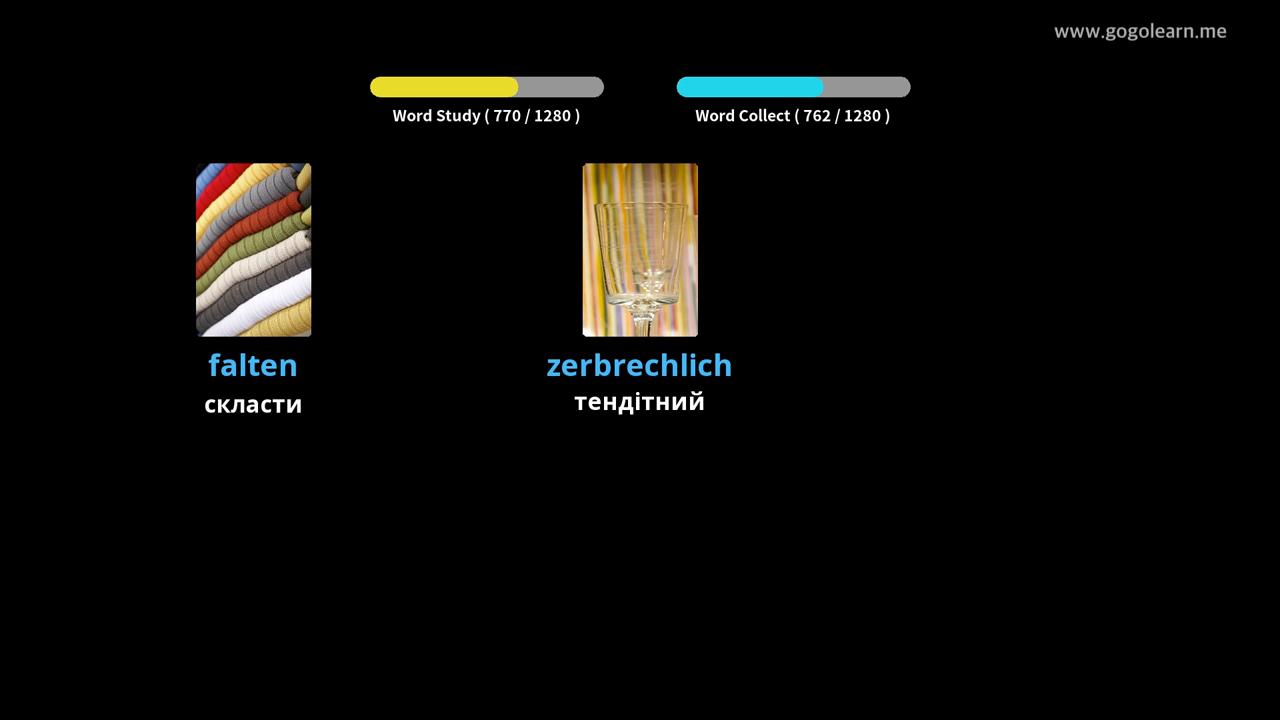 www.gogolearn.me
Word Study ( 770 / 1280 )
Word Collect ( 762 / 1280 )
falten
скласти
zerbrechlich
тендітний